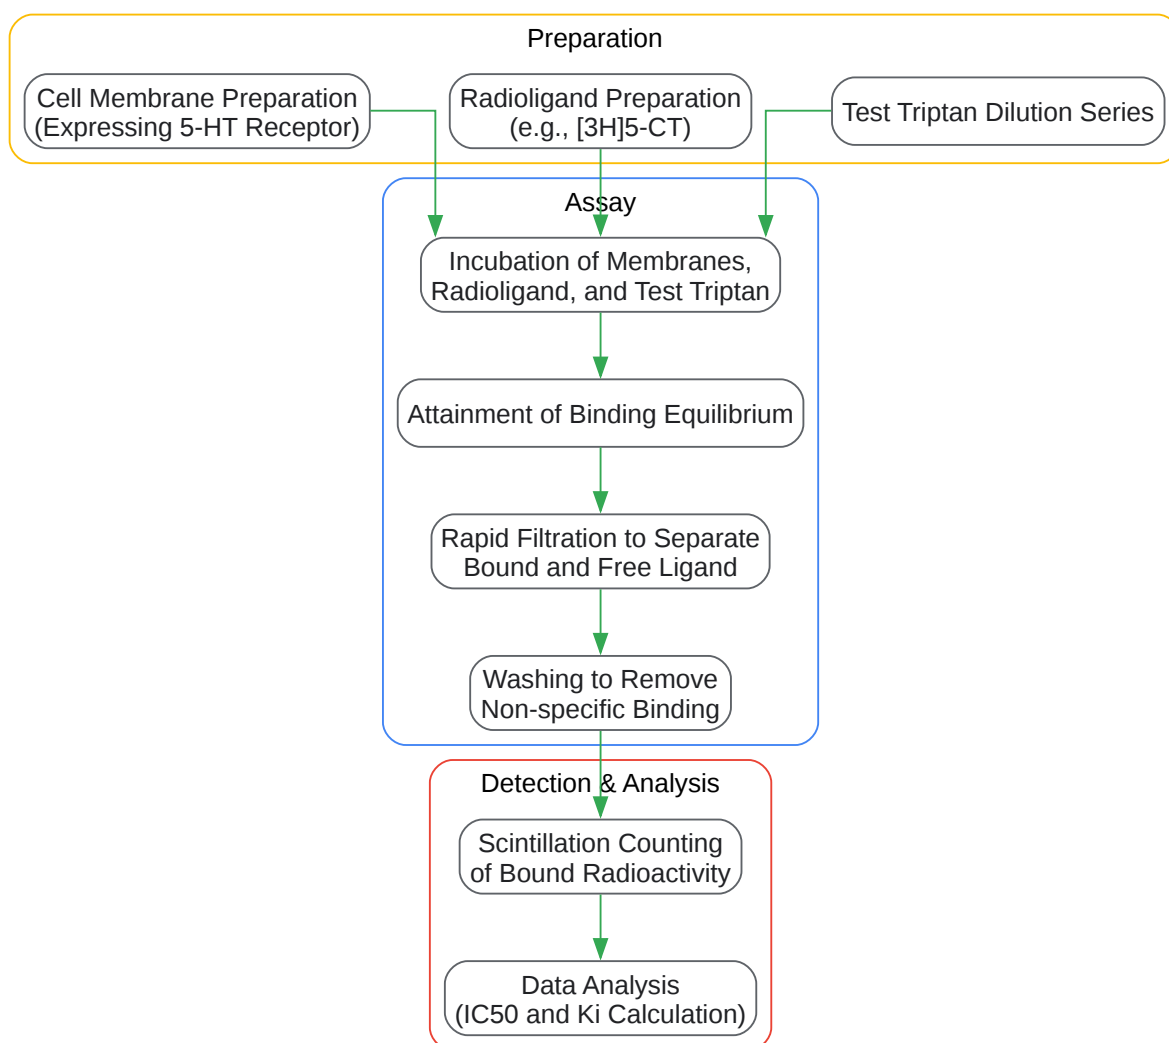 Preparation
Cell Membrane Preparation
(Expressing 5-HT Receptor)
Radioligand Preparation
(e.g., [3H]5-CT)
Test Triptan Dilution Series
Assay
Incubation of Membranes,
Radioligand, and Test Triptan
Attainment of Binding Equilibrium
Rapid Filtration to Separate
Bound and Free Ligand
Washing to Remove
Non-specific Binding
Detection & Analysis
Scintillation Counting
of Bound Radioactivity
Data Analysis
(IC50 and Ki Calculation)